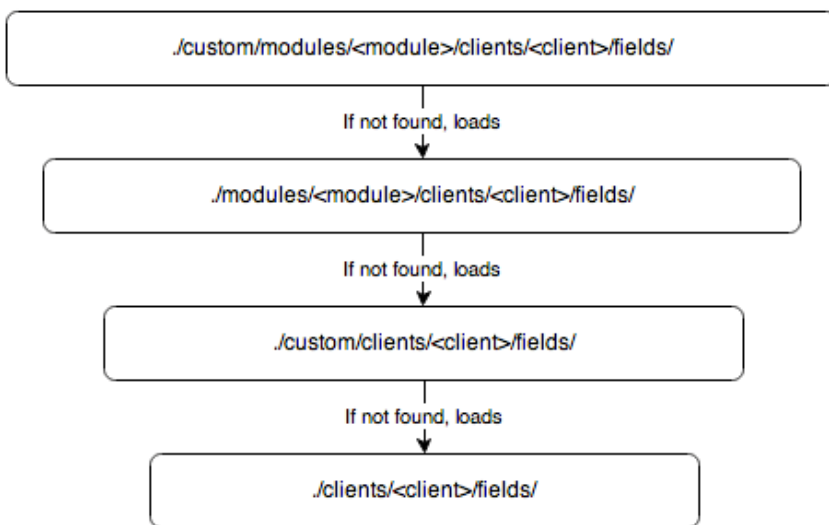 ./custom/modules/<module>/clients/<client>/fields/
If not found, loads
./modules/<module>/clients/<client>/fields/
If not found, loads
./custom/clients/<client>/fields/
If not found, loads
./clients/<client>/fields/